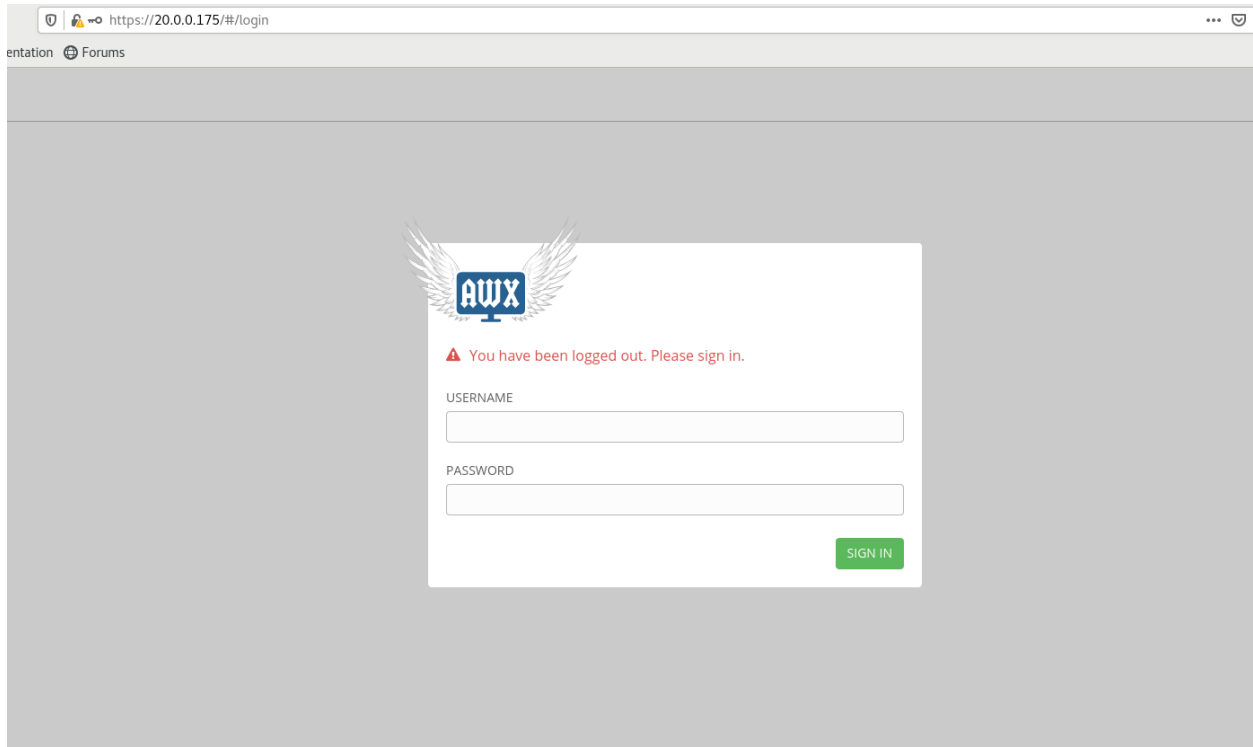 https://20.0.0.175/#/login
entation Forums
AWX
You have been logged out. Please sign in.
USERNAME
PASSWORD
SIGN IN